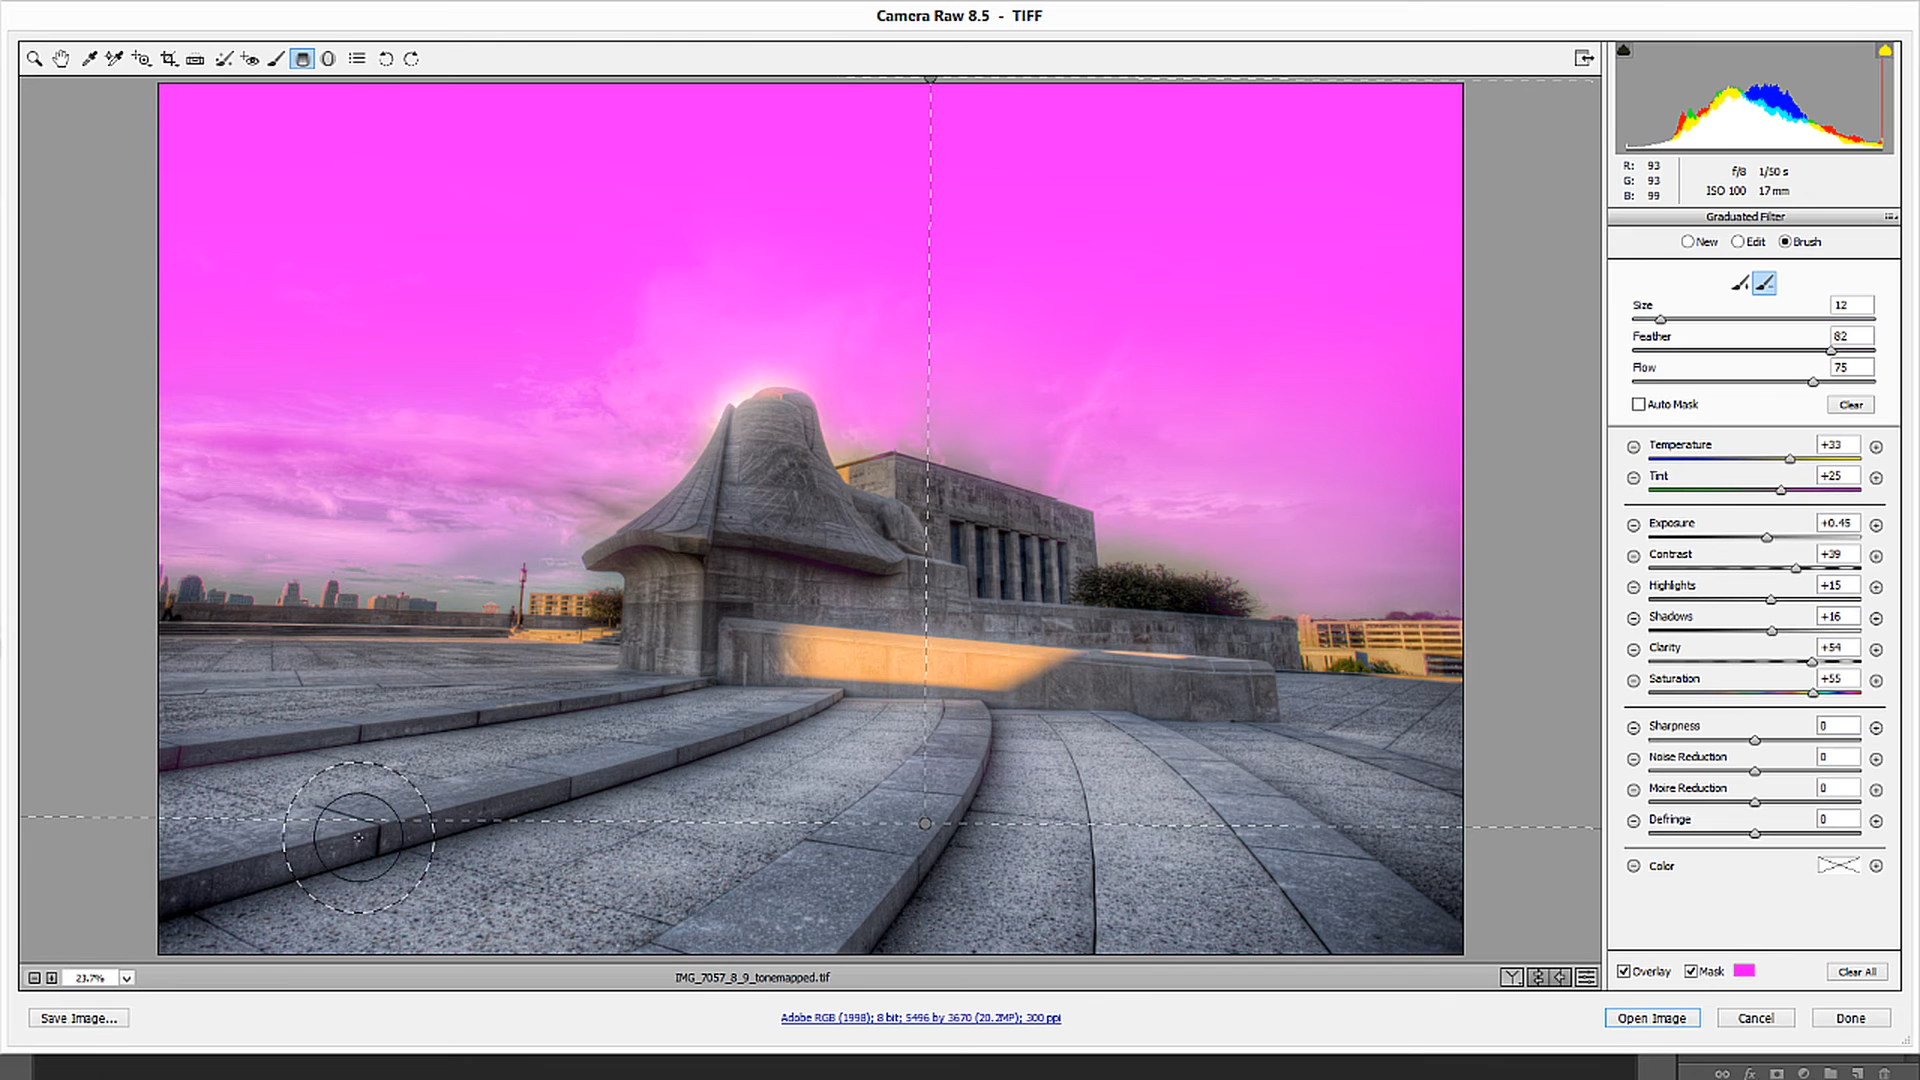 Camera Raw 8.5 - TIFF
R: 93
G: 93
B: 99
f/8 1/50 s
ISO 100 17 mm
Graduated Filter
New Edit Brush
Size 12
Feather 82
Flow 75
Auto Mask Clear
Temperature +33
Tint +25
Exposure +0.45
Contrast +39
Highlights +15
Shadows +16
Clarity +54
Saturation +55
Sharpness 0
Noise Reduction 0
Moire Reduction 0
Defringe 0
Color
Overlay Mask Clear All
23.7% IMG_7057_8_9_tonemapped.tif
Save Image... Adobe RGB (1998); 8 bit; 5496 by 3670 (20.2MP); 300 ppi Open Image Cancel Done
fx